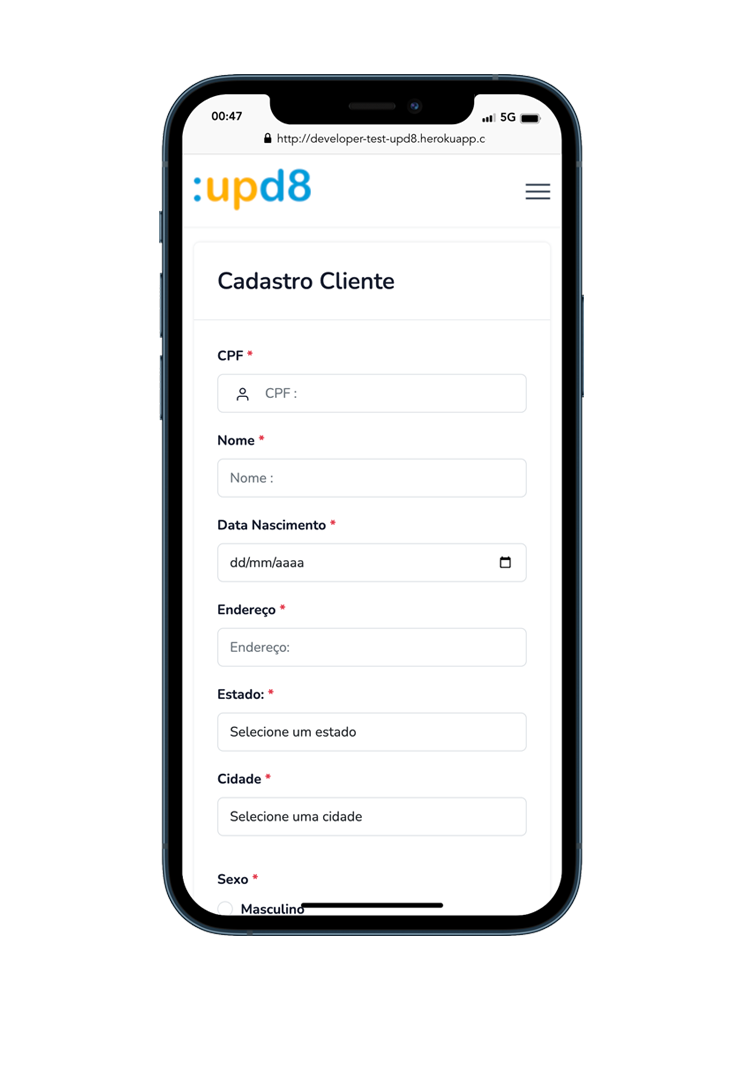 00:47
5G
http://developer-test-upd8.herokuapp.c
:upd8
Cadastro Cliente
CPF *
CPF :
Nome *
Nome :
Data Nascimento *
dd/mm/aaaa
Endereço *
Endereço:
Estado: *
Selecione um estado
Cidade *
Selecione uma cidade
Sexo *
Masculino